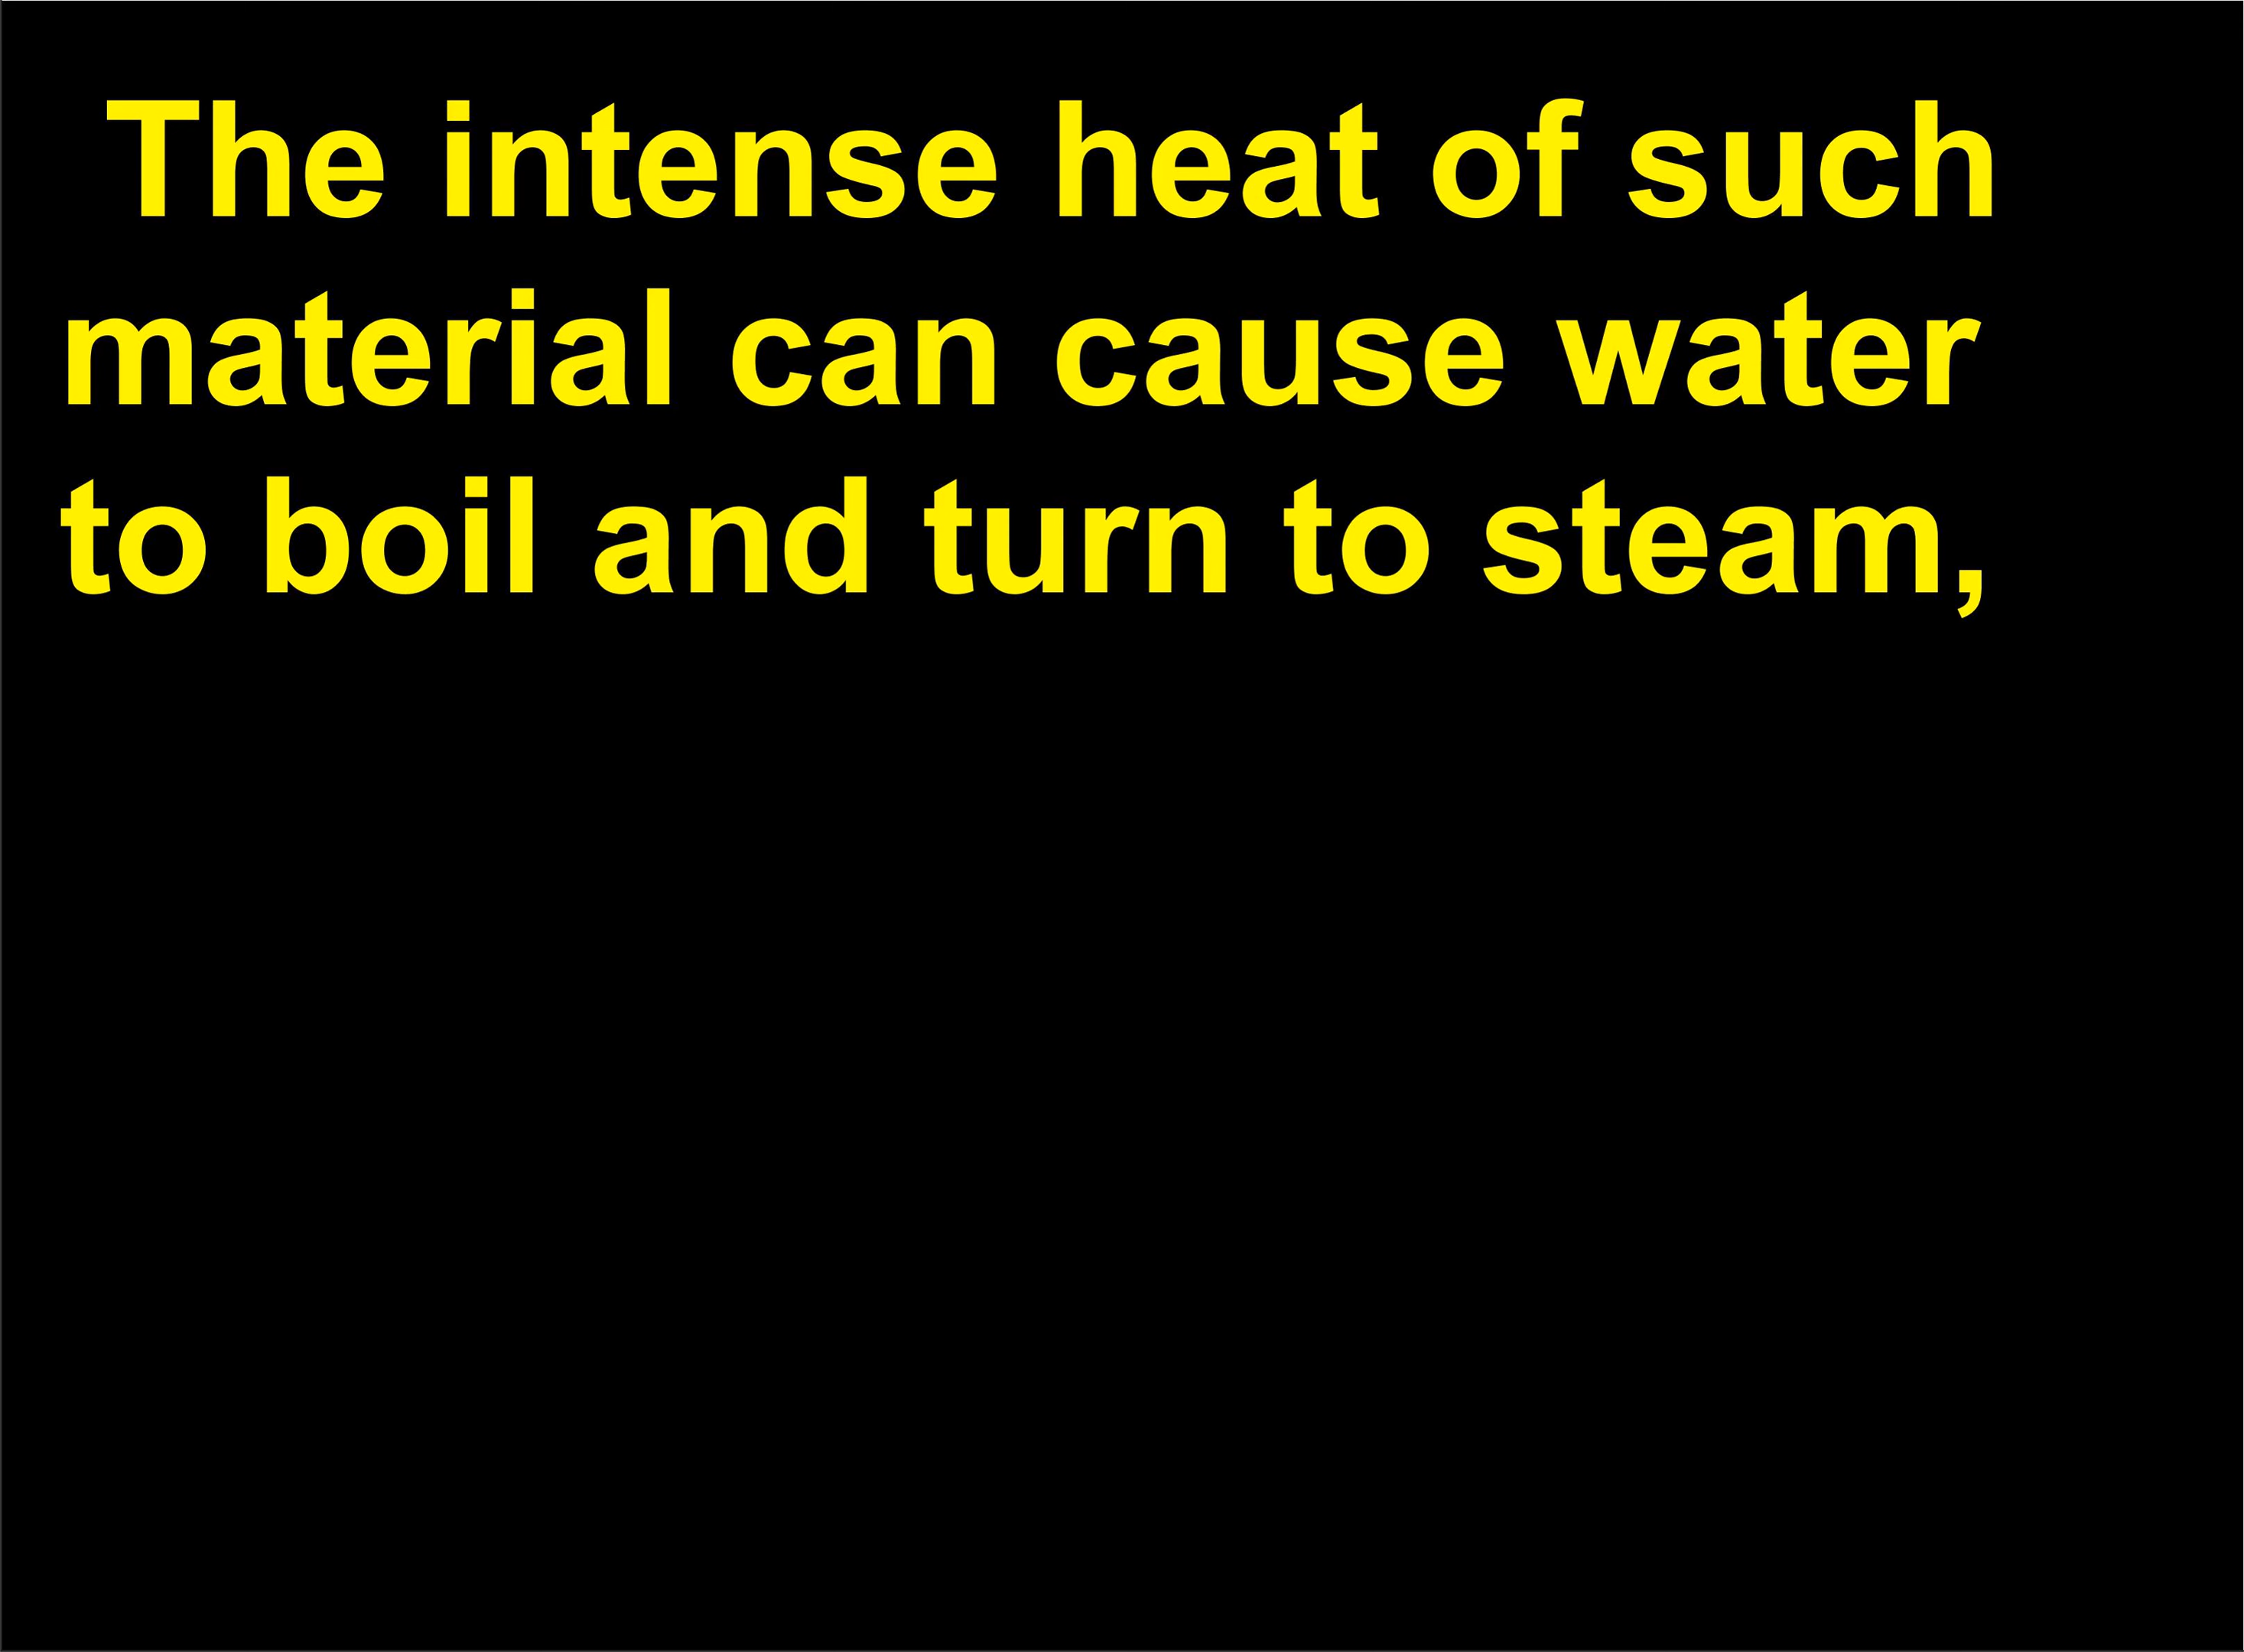 The intense heat of such
material can cause water
to boil and turn to steam,